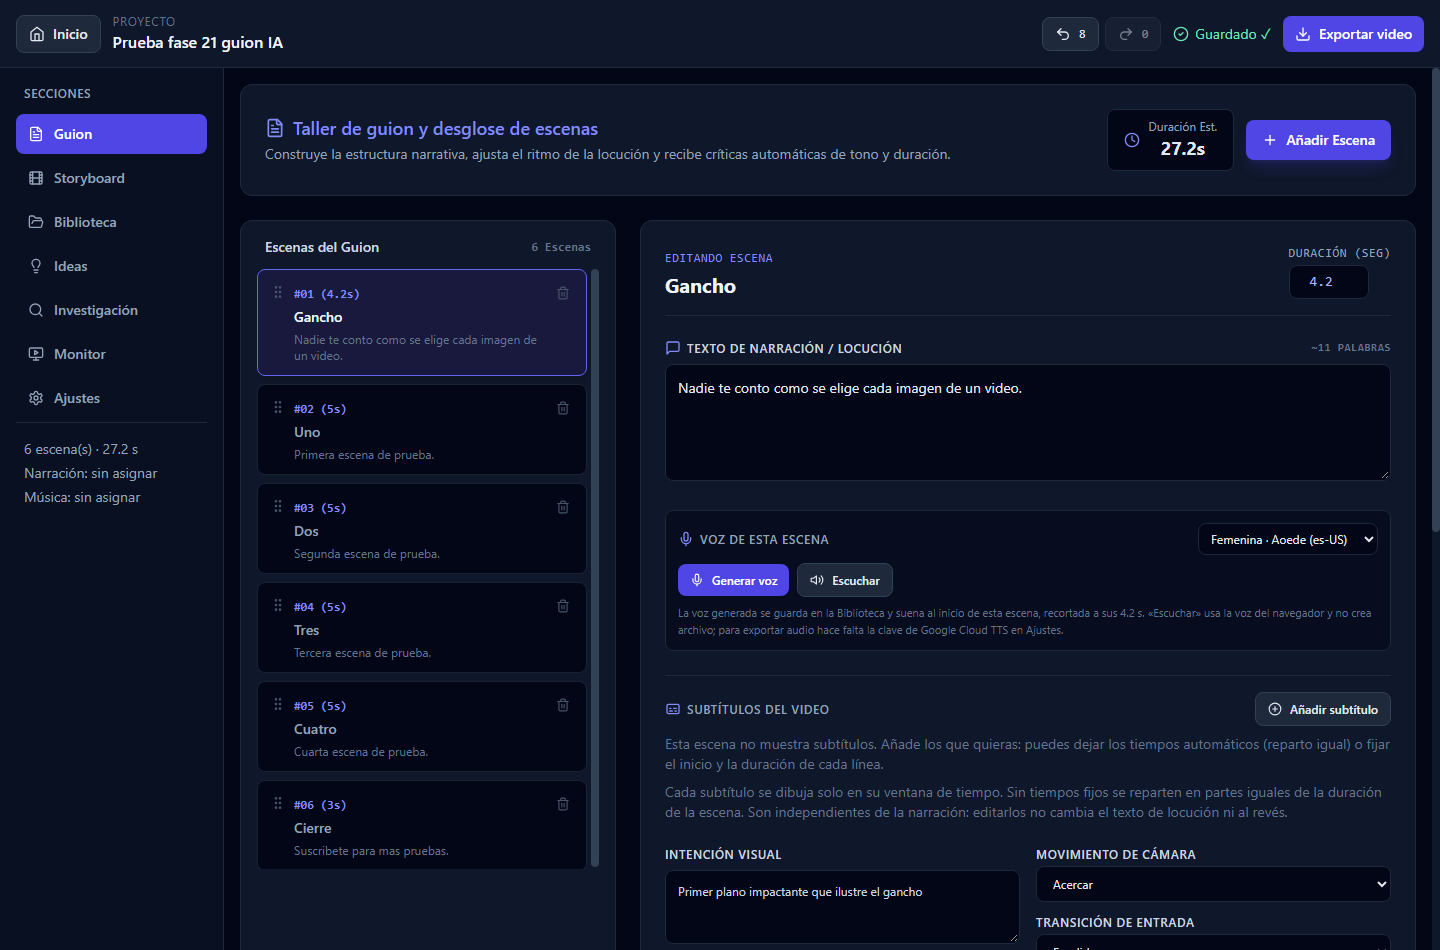 Inicio
PROYECTO
Prueba fase 21 guion IA
8
0
Guardado ✓
Exportar video
SECCIONES
Guion
Storyboard
Biblioteca
Ideas
Investigación
Monitor
Ajustes
6 escena(s) · 27.2 s
Narración: sin asignar
Música: sin asignar
Taller de guion y desglose de escenas
Construye la estructura narrativa, ajusta el ritmo de la locución y recibe críticas automáticas de tono y duración.
Duración Est.
27.2s
Añadir Escena
Escenas del Guion
6 Escenas
#01 (4.2s)
Gancho
Nadie te conto como se elige cada imagen de
un video.
#02 (5s)
Uno
Primera escena de prueba.
#03 (5s)
Dos
Segunda escena de prueba.
#04 (5s)
Tres
Tercera escena de prueba.
#05 (5s)
Cuatro
Cuarta escena de prueba.
#06 (3s)
Cierre
Suscribete para mas pruebas.
EDITANDO ESCENA
Gancho
DURACIÓN (SEG)
4.2
TEXTO DE NARRACIÓN / LOCUCIÓN
~11 PALABRAS
Nadie te conto como se elige cada imagen de un video.
VOZ DE ESTA ESCENA
Femenina · Aoede (es-US)
Generar voz
Escuchar
La voz generada se guarda en la Biblioteca y suena al inicio de esta escena, recortada a sus 4.2 s. «Escuchar» usa la voz del navegador y no crea
archivo; para exportar audio hace falta la clave de Google Cloud TTS en Ajustes.
SUBTÍTULOS DEL VIDEO
Añadir subtítulo
Esta escena no muestra subtítulos. Añade los que quieras: puedes dejar los tiempos automáticos (reparto igual) o fijar
el inicio y la duración de cada línea.
Cada subtítulo se dibuja solo en su ventana de tiempo. Sin tiempos fijos se reparten en partes iguales de la duración
de la escena. Son independientes de la narración: editarlos no cambia el texto de locución ni al revés.
INTENCIÓN VISUAL
Primer plano impactante que ilustre el gancho
MOVIMIENTO DE CÁMARA
Acercar
TRANSICIÓN DE ENTRADA